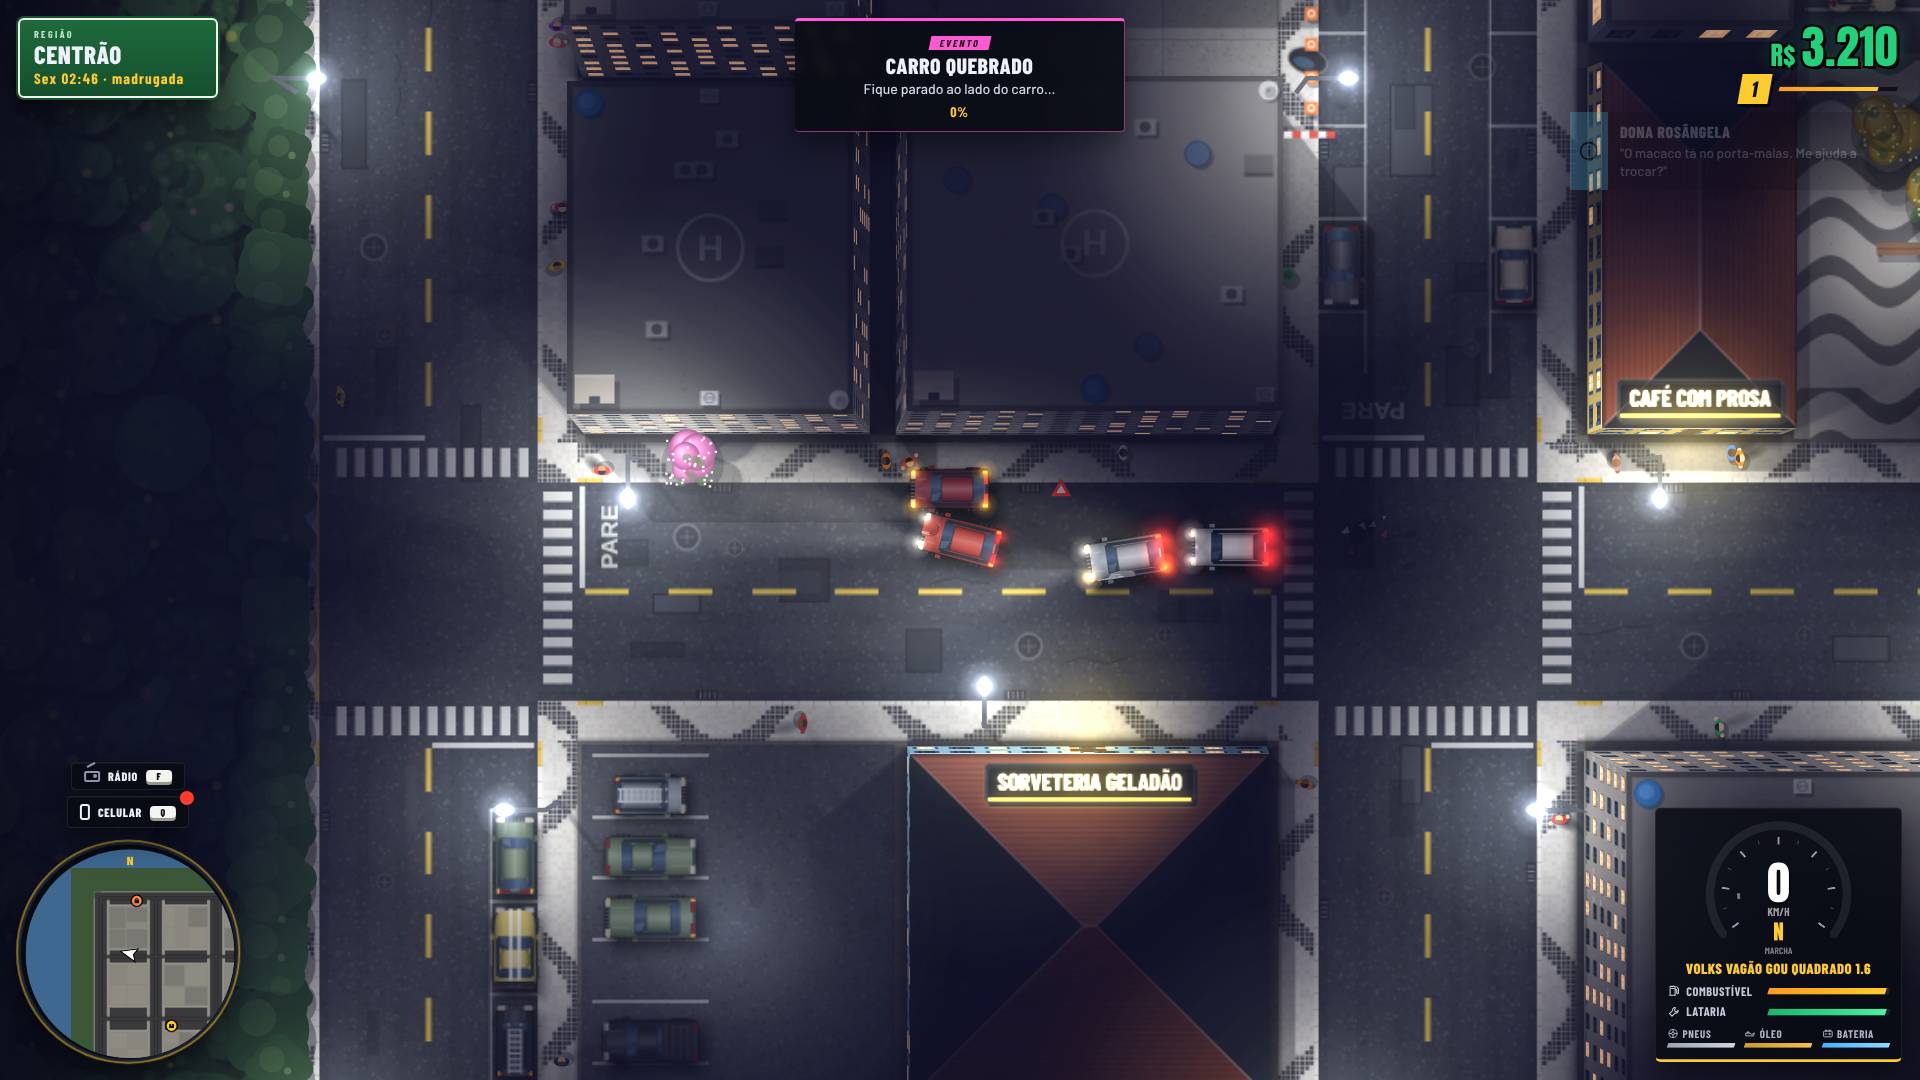 REGIÃO
CENTRÃO
Sex 02:46 · madrugada
EVENTO
CARRO QUEBRADO
Fique parado ao lado do carro...
0%
R$ 3.210
1
DONA ROSÂNGELA
"O macaco tá no porta-malas. Me ajuda a
trocar?"
H
H
CAFÉ COM PROSA
PARE
PARE
SORVETERIA GELADÃO
RÁDIO F
CELULAR Q
N
0
KM/H
N
MARCHA
VOLKS VAGÃO GOU QUADRADO 1.6
COMBUSTÍVEL
LATARIA
PNEUS ÓLEO BATERIA